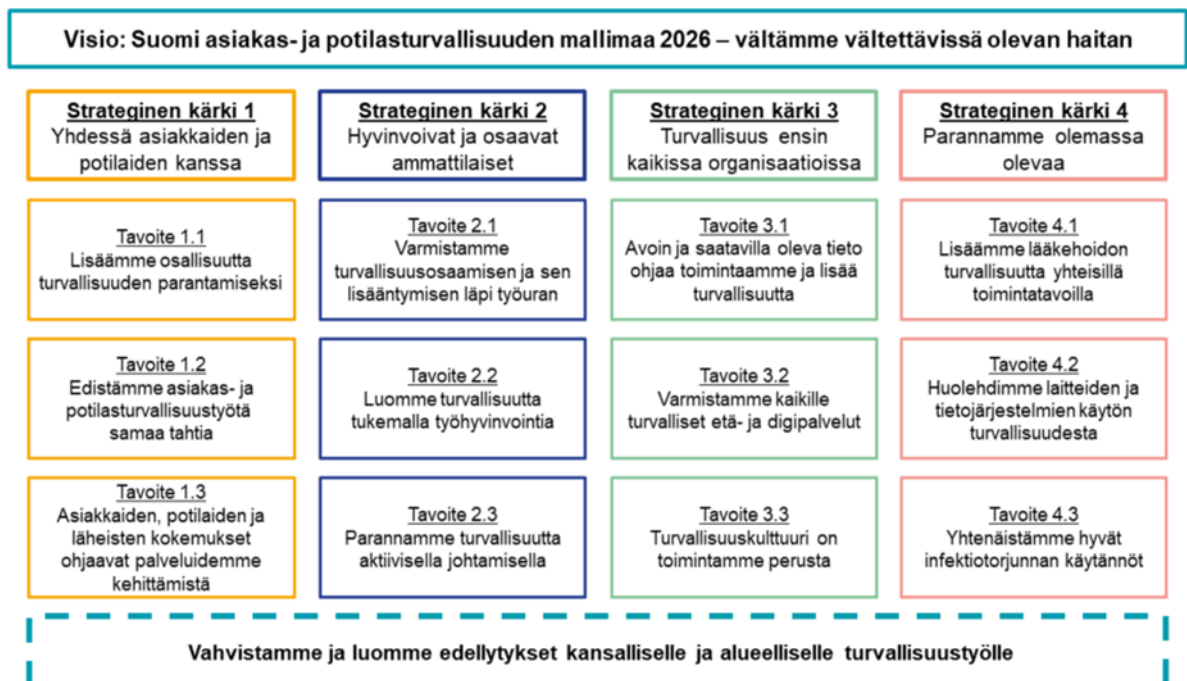 Visio: Suomi asiakas- ja potilasturvallisuuden mallimaa 2026 – vältämme vältettävissä olevan haitan
Strateginen kärki 1
Yhdessä asiakkaiden ja
potilaiden kanssa
Tavoite 1.1
Lisäämme osallisuutta
turvallisuuden parantamiseksi
Tavoite 1.2
Edistämme asiakas- ja
potilasturvallisuustyötä
samaa tahtia
Tavoite 1.3
Asiakkaiden, potilaiden ja
läheisten kokemukset
ohjaavat palveluidemme
kehittämistä
Strateginen kärki 2
Hyvinvoivat ja osaavat
ammattilaiset
Tavoite 2.1
Varmistamme
turvallisuusosaamisen ja sen
lisääntymisen läpi työuran
Tavoite 2.2
Luomme turvallisuutta
tukemalla työhyvinvointia
Tavoite 2.3
Parannamme turvallisuutta
aktiivisella johtamisella
Strateginen kärki 3
Turvallisuus ensin
kaikissa organisaatioissa
Tavoite 3.1
Avoin ja saatavilla oleva tieto
ohjaa toimintaamme ja lisää
turvallisuutta
Tavoite 3.2
Varmistamme kaikille
turvalliset etä- ja digipalvelut
Tavoite 3.3
Turvallisuuskulttuuri on
toimintamme perusta
Strateginen kärki 4
Parannamme olemassa
olevaa
Tavoite 4.1
Lisäämme lääkehoidon
turvallisuutta yhteisillä
toimintatavoilla
Tavoite 4.2
Huolehdimme laitteiden ja
tietojärjestelmien käytön
turvallisuudesta
Tavoite 4.3
Yhtenäistämme hyvät
infektiotorjunnan käytännöt
Vahvistamme ja luomme edellytykset kansalliselle ja alueelliselle turvallisuustyölle